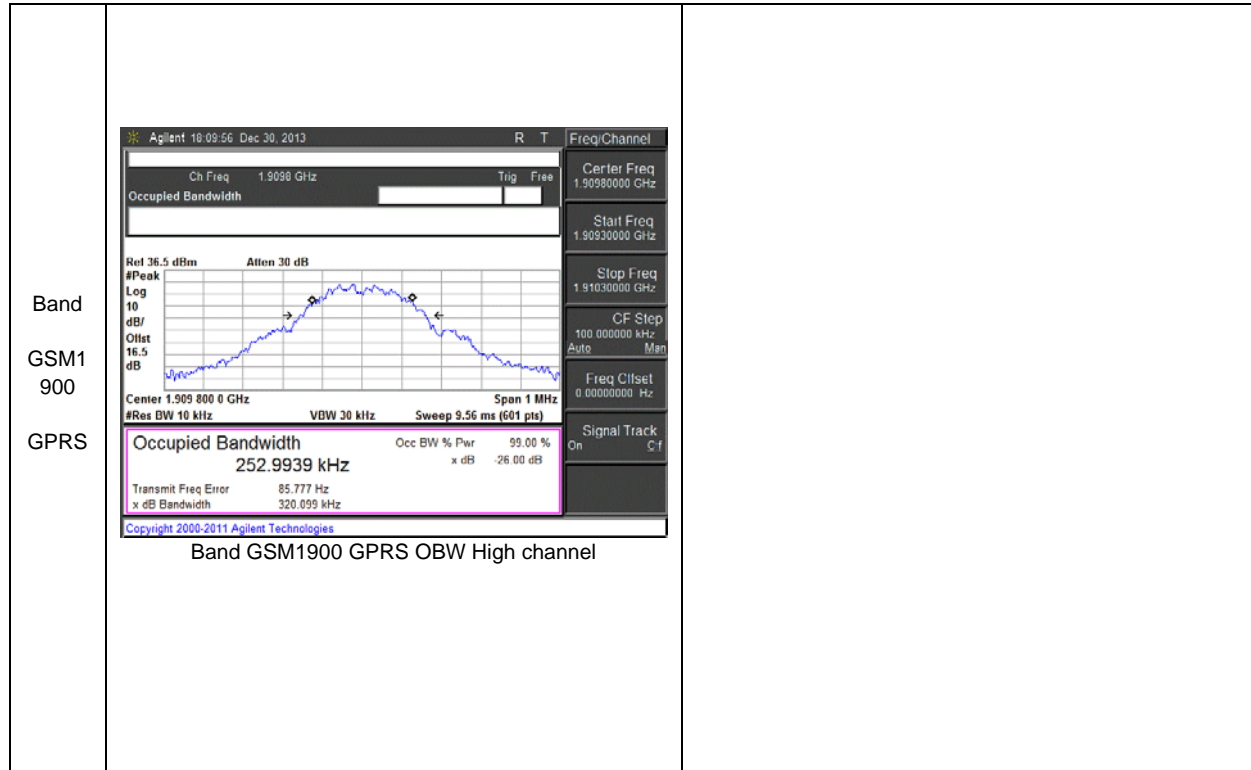 Band
GSM1
900
GPRS
Agilent 18:09:56 Dec 30, 2013 R T
Freq/Channel
Ch Freq 1.9098 GHz Trig Free
Occupied Bandwidth
Center Freq
1.90980000 GHz
Start Freq
1.90930000 GHz
Stop Freq
1.91030000 GHz
CF Step
100.000000 kHz
Auto Man
Freq Offset
0.00000000 Hz
Signal Track
On Off
Ref 36.5 dBm Atten 30 dB
#Peak
Log
10
dB/
Offst
16.5
dB
Center 1.909 800 0 GHz Span 1 MHz
#Res BW 10 kHz VBW 30 kHz Sweep 9.56 ms (601 pts)
Occupied Bandwidth Occ BW % Pwr 99.00 %
252.9939 kHz x dB -26.00 dB
Transmit Freq Error 85.777 Hz
x dB Bandwidth 320.099 kHz
Copyright 2000-2011 Agilent Technologies
Band GSM1900 GPRS OBW High channel